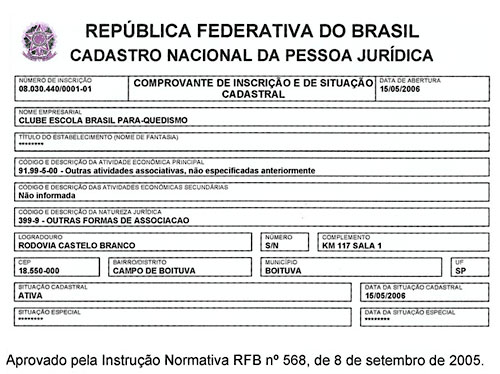 REPÚBLICA FEDERATIVA DO BRASIL
CADASTRO NACIONAL DA PESSOA JURÍDICA
NÚMERO DE INSCRIÇÃO
08.030.440/0001-01
COMPROVANTE DE INSCRIÇÃO E DE SITUAÇÃO
CADASTRAL
DATA DE ABERTURA
15/05/2006
NOME EMPRESARIAL
CLUBE ESCOLA BRASIL PARA-QUEDISMO
TÍTULO DO ESTABELECIMENTO (NOME DE FANTASIA)
********
CÓDIGO E DESCRIÇÃO DA ATIVIDADE ECONÔMICA PRINCIPAL
91.99-5-00 - Outras atividades associativas, não especificadas anteriormente
CÓDIGO E DESCRIÇÃO DAS ATIVIDADES ECONÔMICAS SECUNDÁRIAS
Não informada
CÓDIGO E DESCRIÇÃO DA NATUREZA JURÍDICA
399-9 - OUTRAS FORMAS DE ASSOCIACAO
LOGRADOURO
RODOVIA CASTELO BRANCO
NÚMERO
S/N
COMPLEMENTO
KM 117 SALA 1
CEP
18.550-000
BAIRRO/DISTRITO
CAMPO DE BOITUVA
MUNICÍPIO
BOITUVA
UF
SP
SITUAÇÃO CADASTRAL
ATIVA
DATA DA SITUAÇÃO CADASTRAL
15/05/2006
SITUAÇÃO ESPECIAL
********
DATA DA SITUAÇÃO ESPECIAL
********
Aprovado pela Instrução Normativa RFB nº 568, de 8 de setembro de 2005.